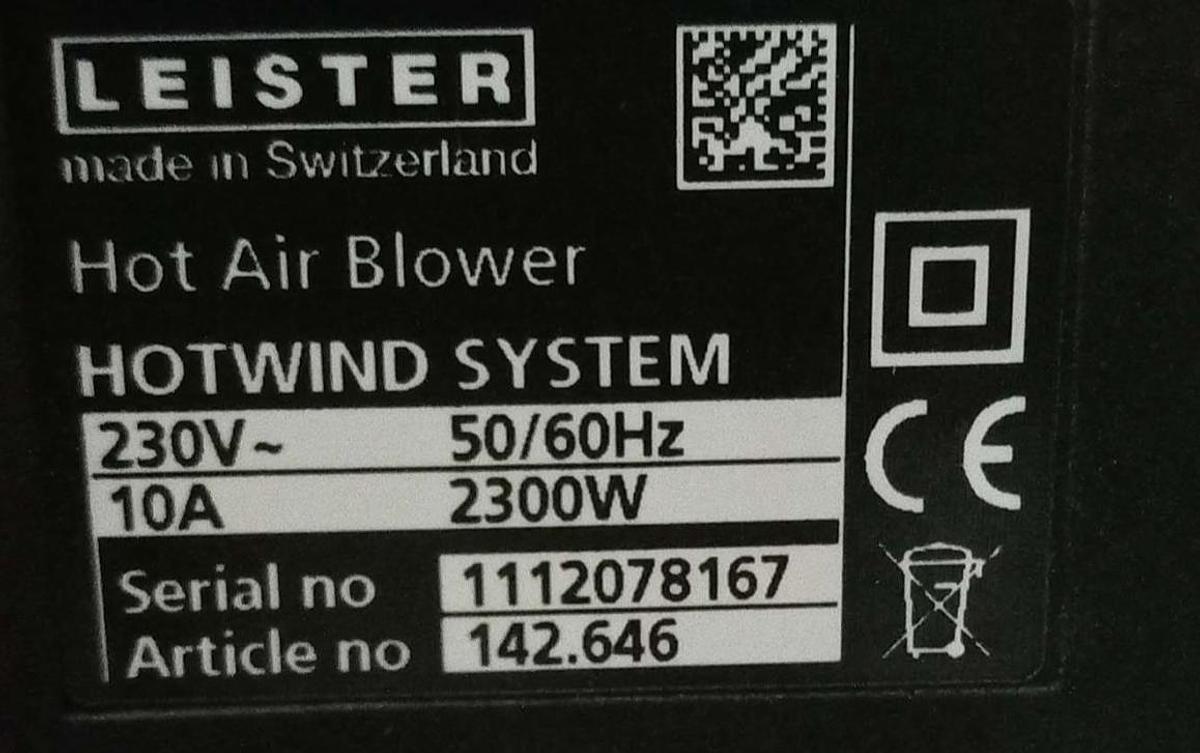 LEISTER
made in Switzerland
Hot Air Blower
HOTWIND SYSTEM
230V~ 50/60Hz
10A 2300W
Serial no 1112078167
Article no 142.646
CE